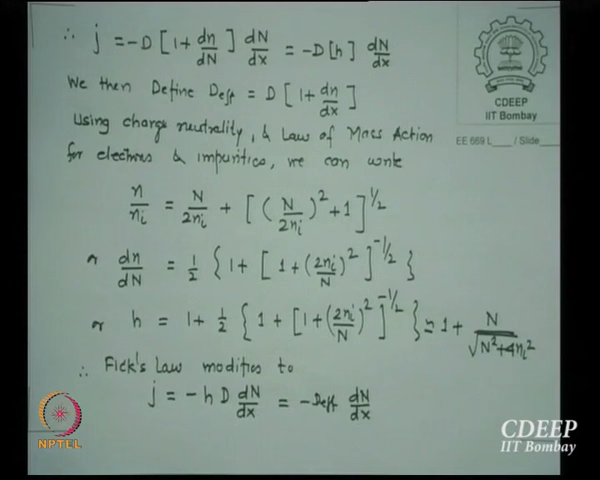 ∴ j = -D [ 1 + dn/dN ] dN/dx = -D [h] dN/dx
We then Define Deff = D [ 1 + dn/dx ]
Using charge neutrality, & Law of Mass Action
for electrons & impurities, we can write
n/ni = N/2ni + [ (N/2ni)² + 1 ]^1/2
dn/dN = 1/2 { 1 + [ 1 + (2ni/N)² ]^-1/2 }
h = 1 + 1/2 { 1 + [ 1 + (2ni/N)² ]^-1/2 } ≈ 1 + N/√(N²+4ni²)
∴ Fick's Law modifies to
j = - h D dN/dx = - Deff dN/dx
CDEEP
IIT Bombay
EE 669 L___ / Slide___
NPTEL
CDEEP
IIT Bombay